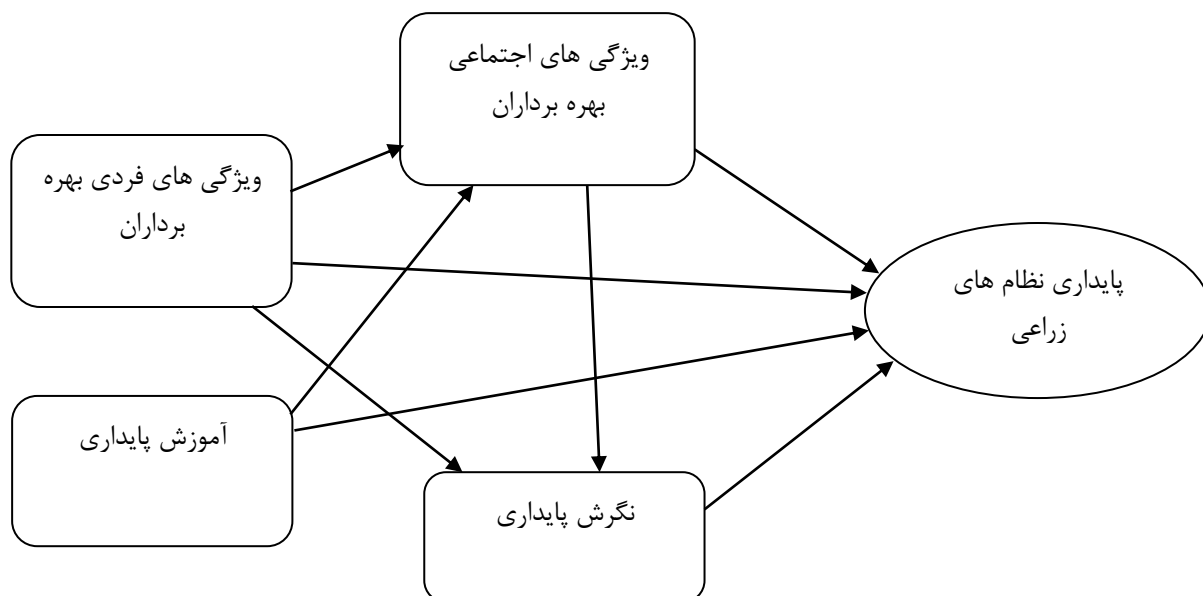 ویژگی های اجتماعی
بهره برداران
ویژگی های فردی بهره
برداران
پایداری نظام های
زراعی
آموزش پایداری
نگرش پایداری